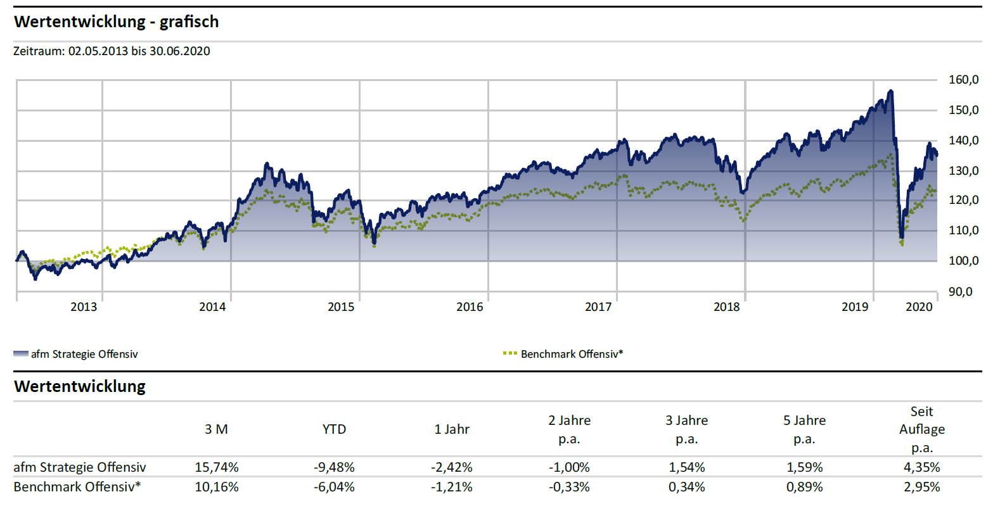 Wertentwicklung - grafisch
Zeitraum: 02.05.2013 bis 30.06.2020
160,0
150,0
140,0
130,0
120,0
110,0
100,0
90,0
2013 2014 2015 2016 2017 2018 2019 2020
afm Strategie Offensiv Benchmark Offensiv*
Wertentwicklung
3 M YTD 1 Jahr 2 Jahre p.a. 3 Jahre p.a. 5 Jahre p.a. Seit Auflage p.a.
afm Strategie Offensiv 15,74% -9,48% -2,42% -1,00% 1,54% 1,59% 4,35%
Benchmark Offensiv* 10,16% -6,04% -1,21% -0,33% 0,34% 0,89% 2,95%